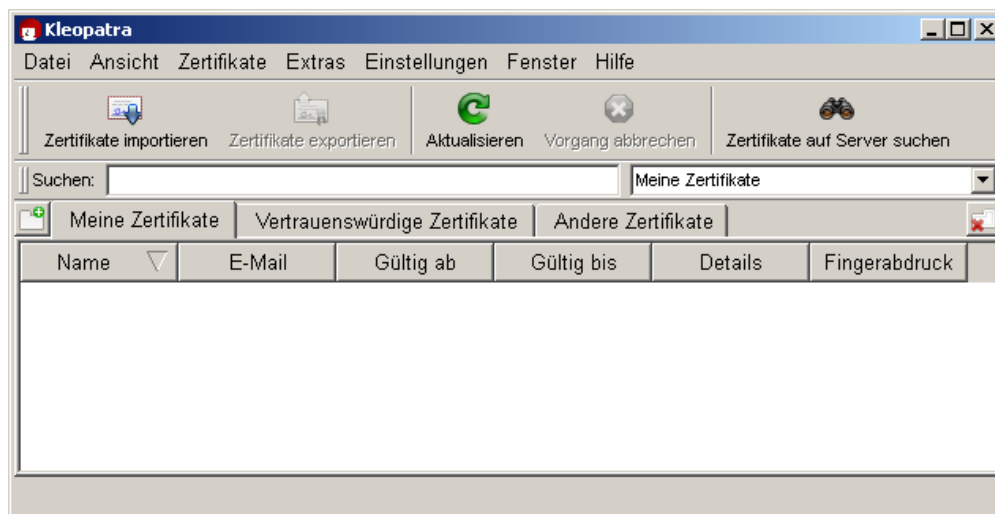 Kleopatra
Datei Ansicht Zertifikate Extras Einstellungen Fenster Hilfe
Zertifikate importieren Zertifikate exportieren Aktualisieren Vorgang abbrechen Zertifikate auf Server suchen
Suchen: Meine Zertifikate
Meine Zertifikate Vertrauenswürdige Zertifikate Andere Zertifikate
Name E-Mail Gültig ab Gültig bis Details Fingerabdruck